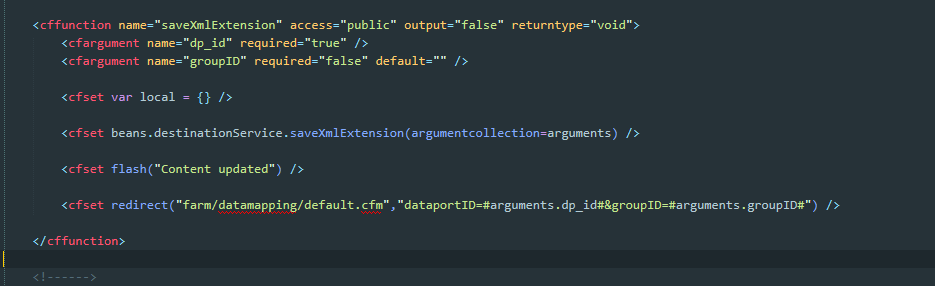 <cffunction name="saveXmlExtension" access="public" output="false" returntype="void">
<cfargument name="dp_id" required="true" />
<cfargument name="groupID" required="false" default="" />
<cfset var local = {} />
<cfset beans.destinationService.saveXmlExtension(argumentcollection=arguments) />
<cfset flash("Content updated") />
<cfset redirect("farm/datamapping/default.cfm","dataportID=#arguments.dp_id#&groupID=#arguments.groupID#") />
</cffunction>
<!------>